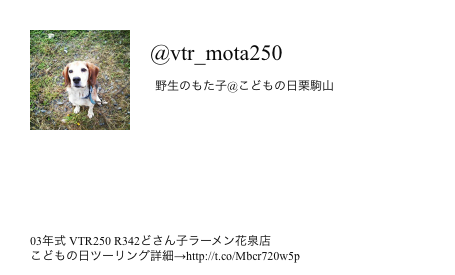 @vtr_mota250
野生のもた子@こどもの日栗駒山
03年式 VTR250 R342どさん子ラーメン花泉店
こどもの日ツーリング詳細→http://t.co/Mbcr720w5p